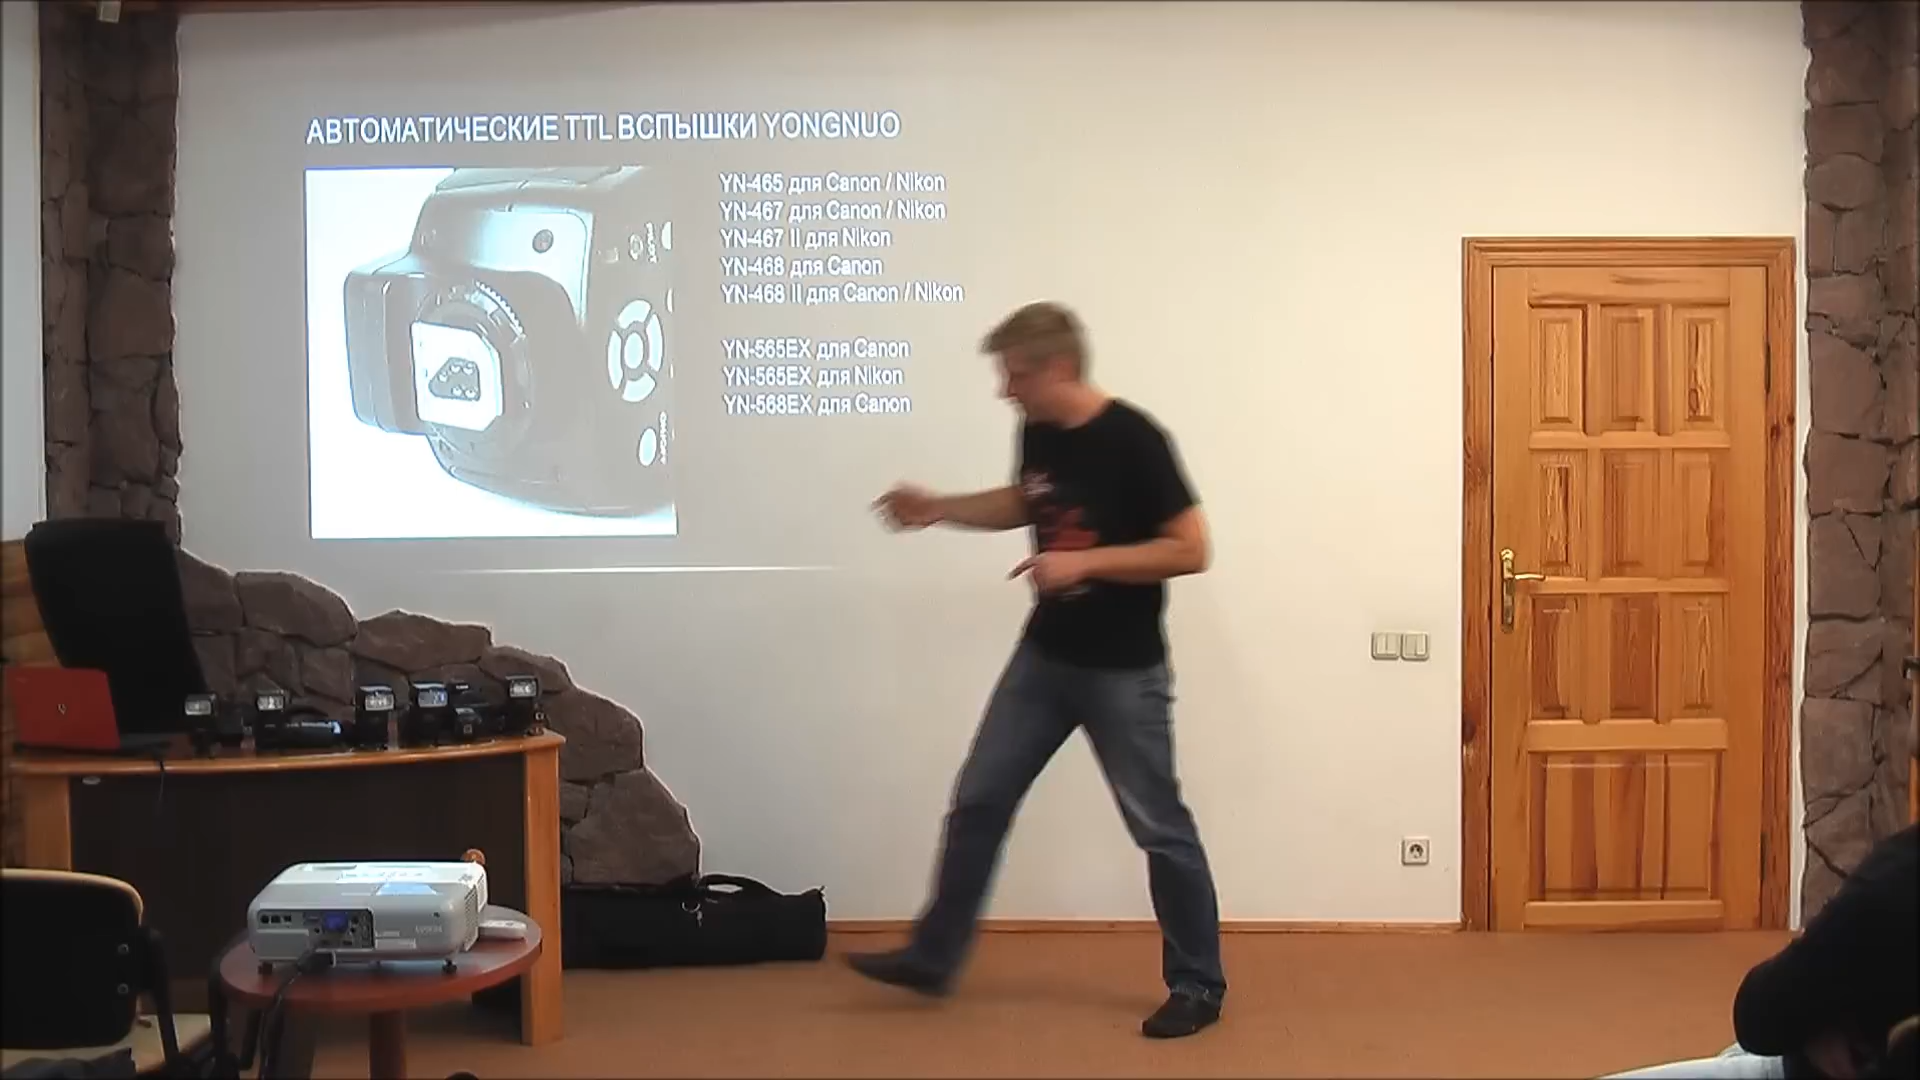 АВТОМАТИЧЕСКИЕ TTL ВСПЫШКИ YONGNUO
YN-465 для Canon / Nikon
YN-467 для Canon / Nikon
YN-467 II для Nikon
YN-468 для Canon
YN-468 II для Canon / Nikon
YN-565EX для Canon
YN-565EX для Nikon
YN-568EX для Canon